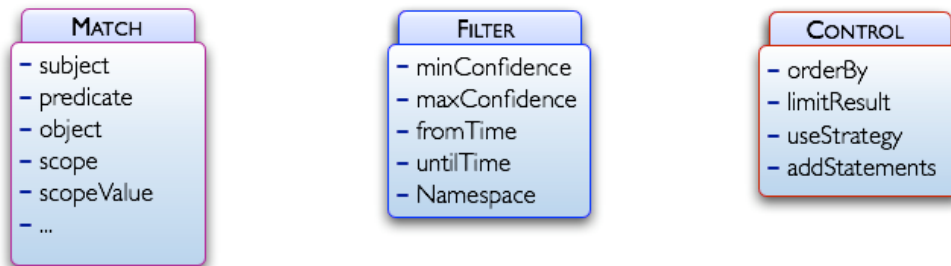 MATCH
– subject
– predicate
– object
– scope
– scopeValue
– ...
FILTER
– minConfidence
– maxConfidence
– fromTime
– untilTime
– Namespace
CONTROL
– orderBy
– limitResult
– useStrategy
– addStatements